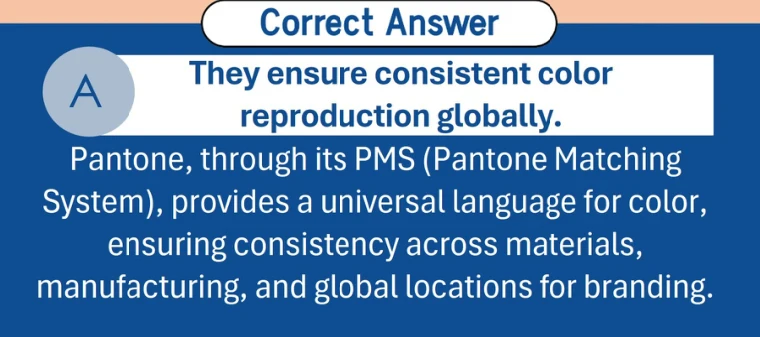 Correct Answer
A
They ensure consistent color
reproduction globally.
Pantone, through its PMS (Pantone Matching
System), provides a universal language for color,
ensuring consistency across materials,
manufacturing, and global locations for branding.